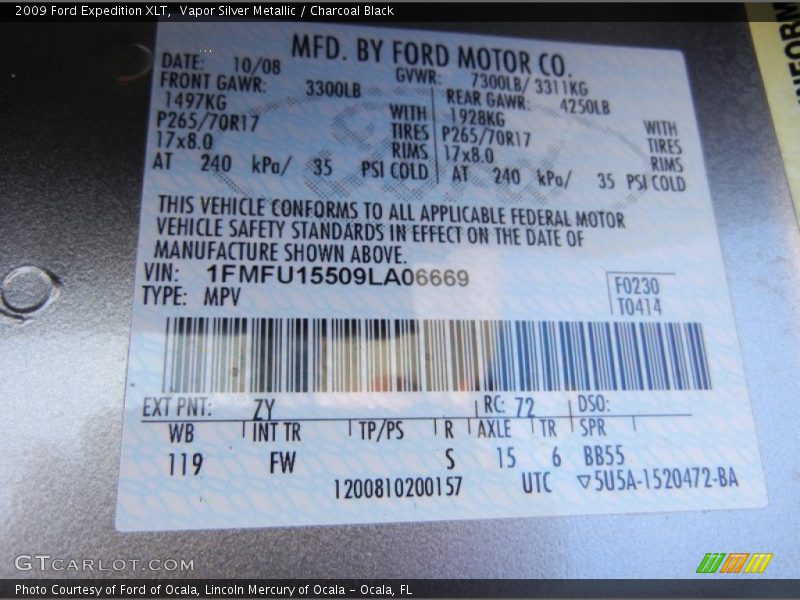 2009 Ford Expedition XLT,  Vapor Silver Metallic / Charcoal Black
MFD. BY FORD MOTOR CO.
DATE: 10/08 GVWR: 7300LB/ 3311KG
FRONT GAWR: 3300LB REAR GAWR: 4250LB
1497KG WITH 1928KG WITH
P265/70R17 TIRES P265/70R17 TIRES
17x8.0 RIMS 17x8.0 RIMS
AT 240 kPa/ 35 PSI COLD AT 240 kPa/ 35 PSI COLD
THIS VEHICLE CONFORMS TO ALL APPLICABLE FEDERAL MOTOR
VEHICLE SAFETY STANDARDS IN EFFECT ON THE DATE OF
MANUFACTURE SHOWN ABOVE.
VIN: 1FMFU15509LA06669
TYPE: MPV
F0230
T0414
EXT PNT: ZY RC: 72 DSO:
WB INT TR TP/PS R AXLE TR SPR
119 FW S 15 6 BB55
1200810200157 UTC ▽5U5A-1520472-BA
GTCARLOT.COM
Photo Courtesy of Ford of Ocala, Lincoln Mercury of Ocala – Ocala, FL